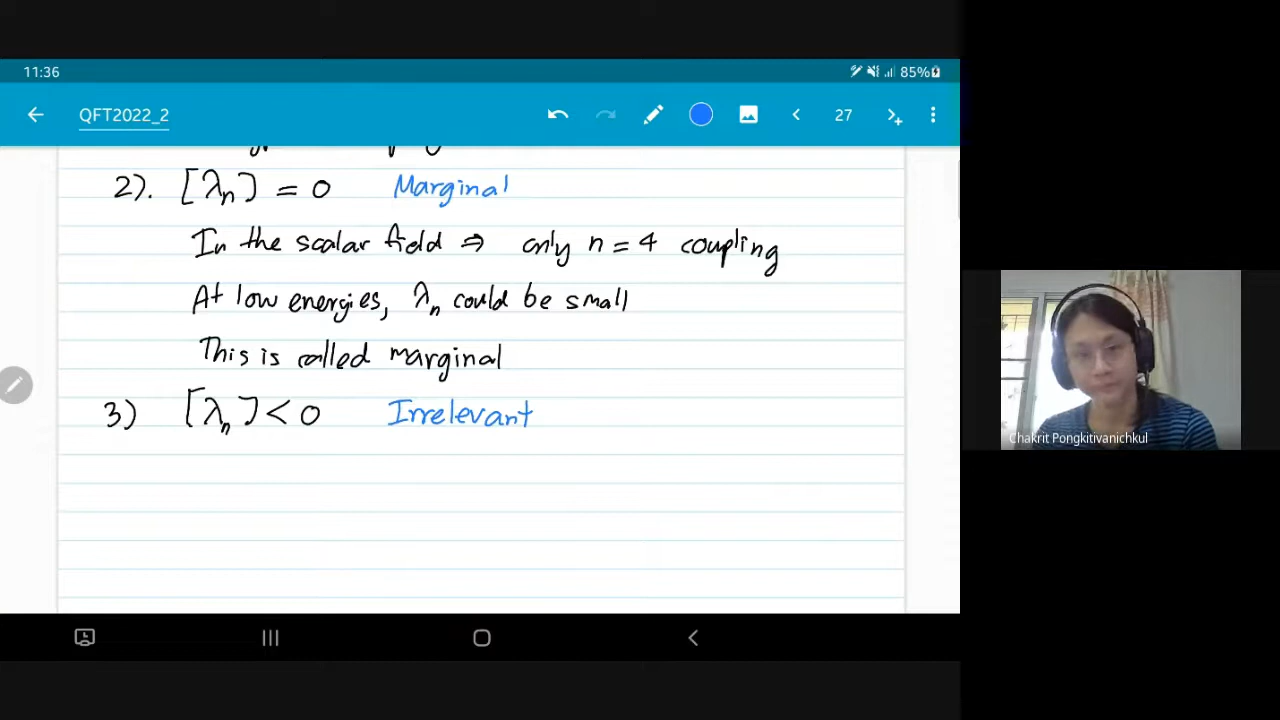 11:36
85%
QFT2022_2
27
2). [λn] = 0 Marginal
In the scalar field ⇒ only n = 4 coupling
At low energies, λn could be small
This is called marginal
3) [λn] < 0 Irrelevant
Chakrit Pongkitivanichkul